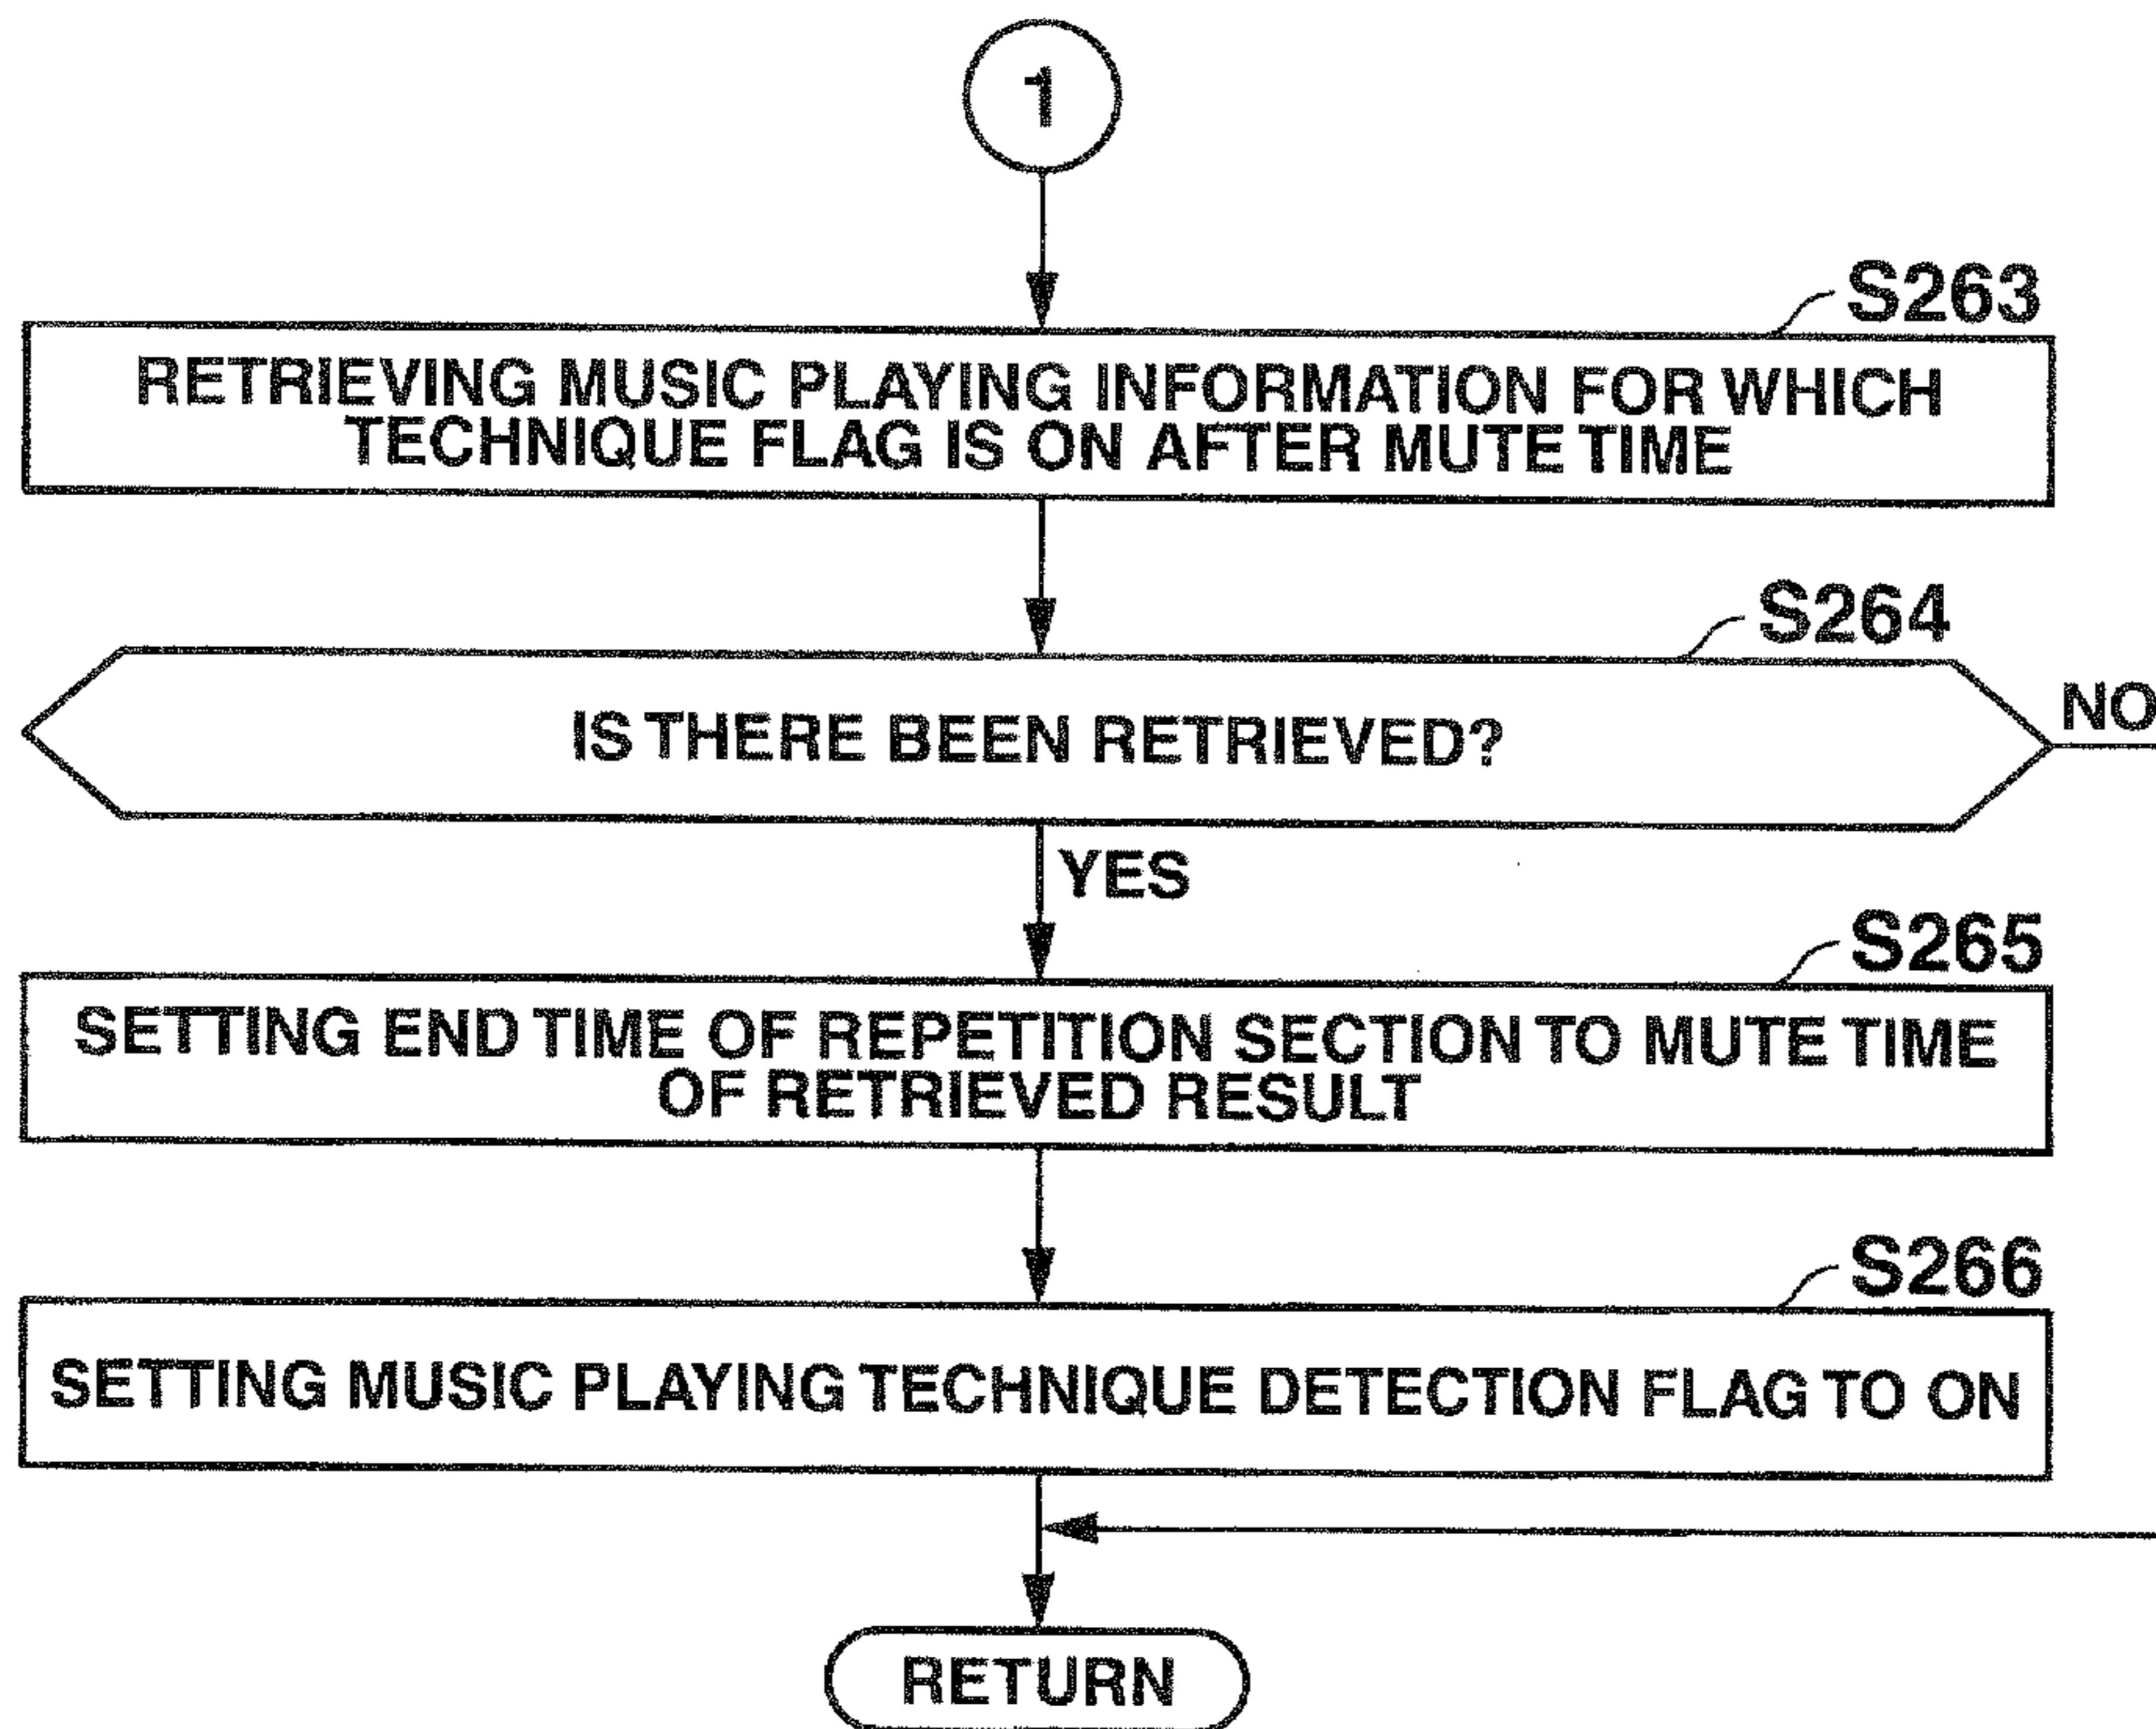 1
S263
RETRIEVING MUSIC PLAYING INFORMATION FOR WHICH
TECHNIQUE FLAG IS ON AFTER MUTE TIME
S264
IS THERE BEEN RETRIEVED?
NO
YES
S265
SETTING END TIME OF REPETITION SECTION TO MUTE TIME
OF RETRIEVED RESULT
S266
SETTING MUSIC PLAYING TECHNIQUE DETECTION FLAG TO ON
RETURN